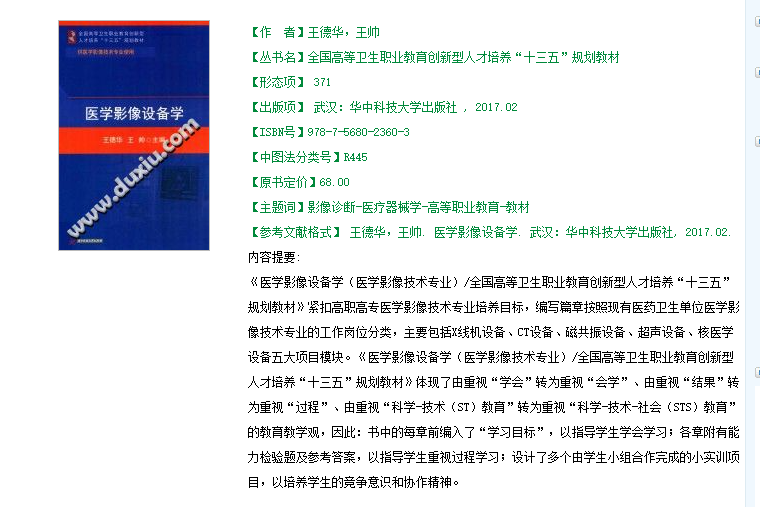 全国高等卫生职业教育创新型
人才培养“十三五”规划教材
供医学影像技术专业使用
医学影像设备学
王德华 王 帅 主编
www.duxiu.com
【作　者】王德华，王帅
【丛书名】全国高等卫生职业教育创新型人才培养“十三五”规划教材
【形态项】 371
【出版项】 武汉：华中科技大学出版社 , 2017.02
【ISBN号】978-7-5680-2360-3
【中图法分类号】R445
【原书定价】68.00
【主题词】影像诊断-医疗器械学-高等职业教育-教材
【参考文献格式】 王德华，王帅. 医学影像设备学. 武汉：华中科技大学出版社, 2017.02.
内容提要:
《医学影像设备学（医学影像技术专业）/全国高等卫生职业教育创新型人才培养“十三五”
规划教材》紧扣高职高专医学影像技术专业培养目标，编写篇章按照现有医药卫生单位医学影
像技术专业的工作岗位分类，主要包括X线机设备、CT设备、磁共振设备、超声设备、核医学
设备五大项目模块。《医学影像设备学（医学影像技术专业）/全国高等卫生职业教育创新型
人才培养“十三五”规划教材》体现了由重视“学会”转为重视“会学”、由重视“结果”转
为重视“过程”、由重视“科学-技术（ST）教育”转为重视“科学-技术-社会（STS）教育”
的教育教学观，因此：书中的每章前编入了“学习目标”，以指导学生学会学习；各章附有能
力检验题及参考答案，以指导学生重视过程学习；设计了多个由学生小组合作完成的小实训项
目，以培养学生的竞争意识和协作精神。